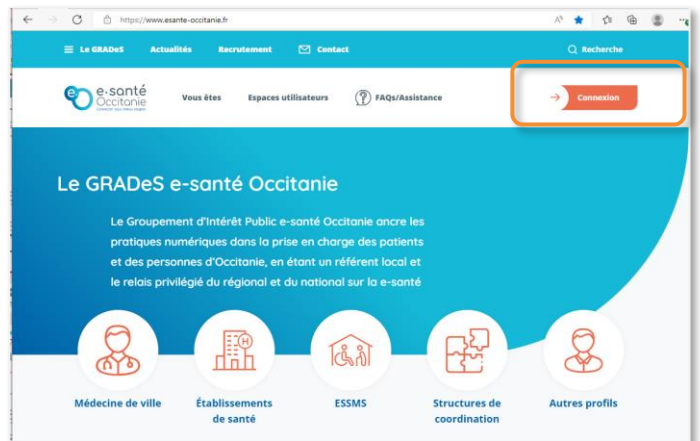 https://www.esante-occitanie.fr
Le GRADeS Actualités Recrutement Contact Recherche
e-santé
Occitanie
Vous êtes Espaces utilisateurs FAQs/Assistance Connexion
Le GRADeS e-santé Occitanie
Le Groupement d'Intérêt Public e-santé Occitanie ancre les
pratiques numériques dans la prise en charge des patients
et des personnes d'Occitanie, en étant un référent local et
le relais privilégié du régional et du national sur la e-santé
Médecine de ville
Établissements
de santé
ESSMS
Structures de
coordination
Autres profils